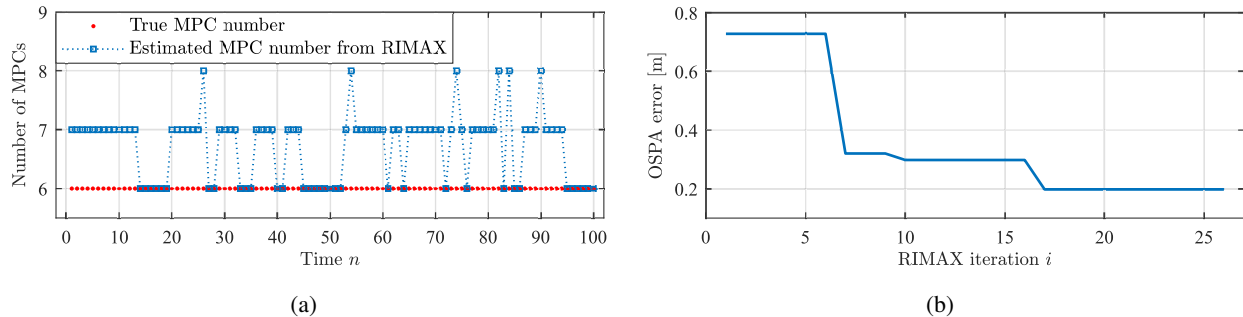 9
8
7
6
Number of MPCs
True MPC number
Estimated MPC number from RIMAX
0 10 20 30 40 50 60 70 80 90 100
Time n
(a)
0.8
0.6
0.4
0.2
OSPA error [m]
0 5 10 15 20 25
RIMAX iteration i
(b)